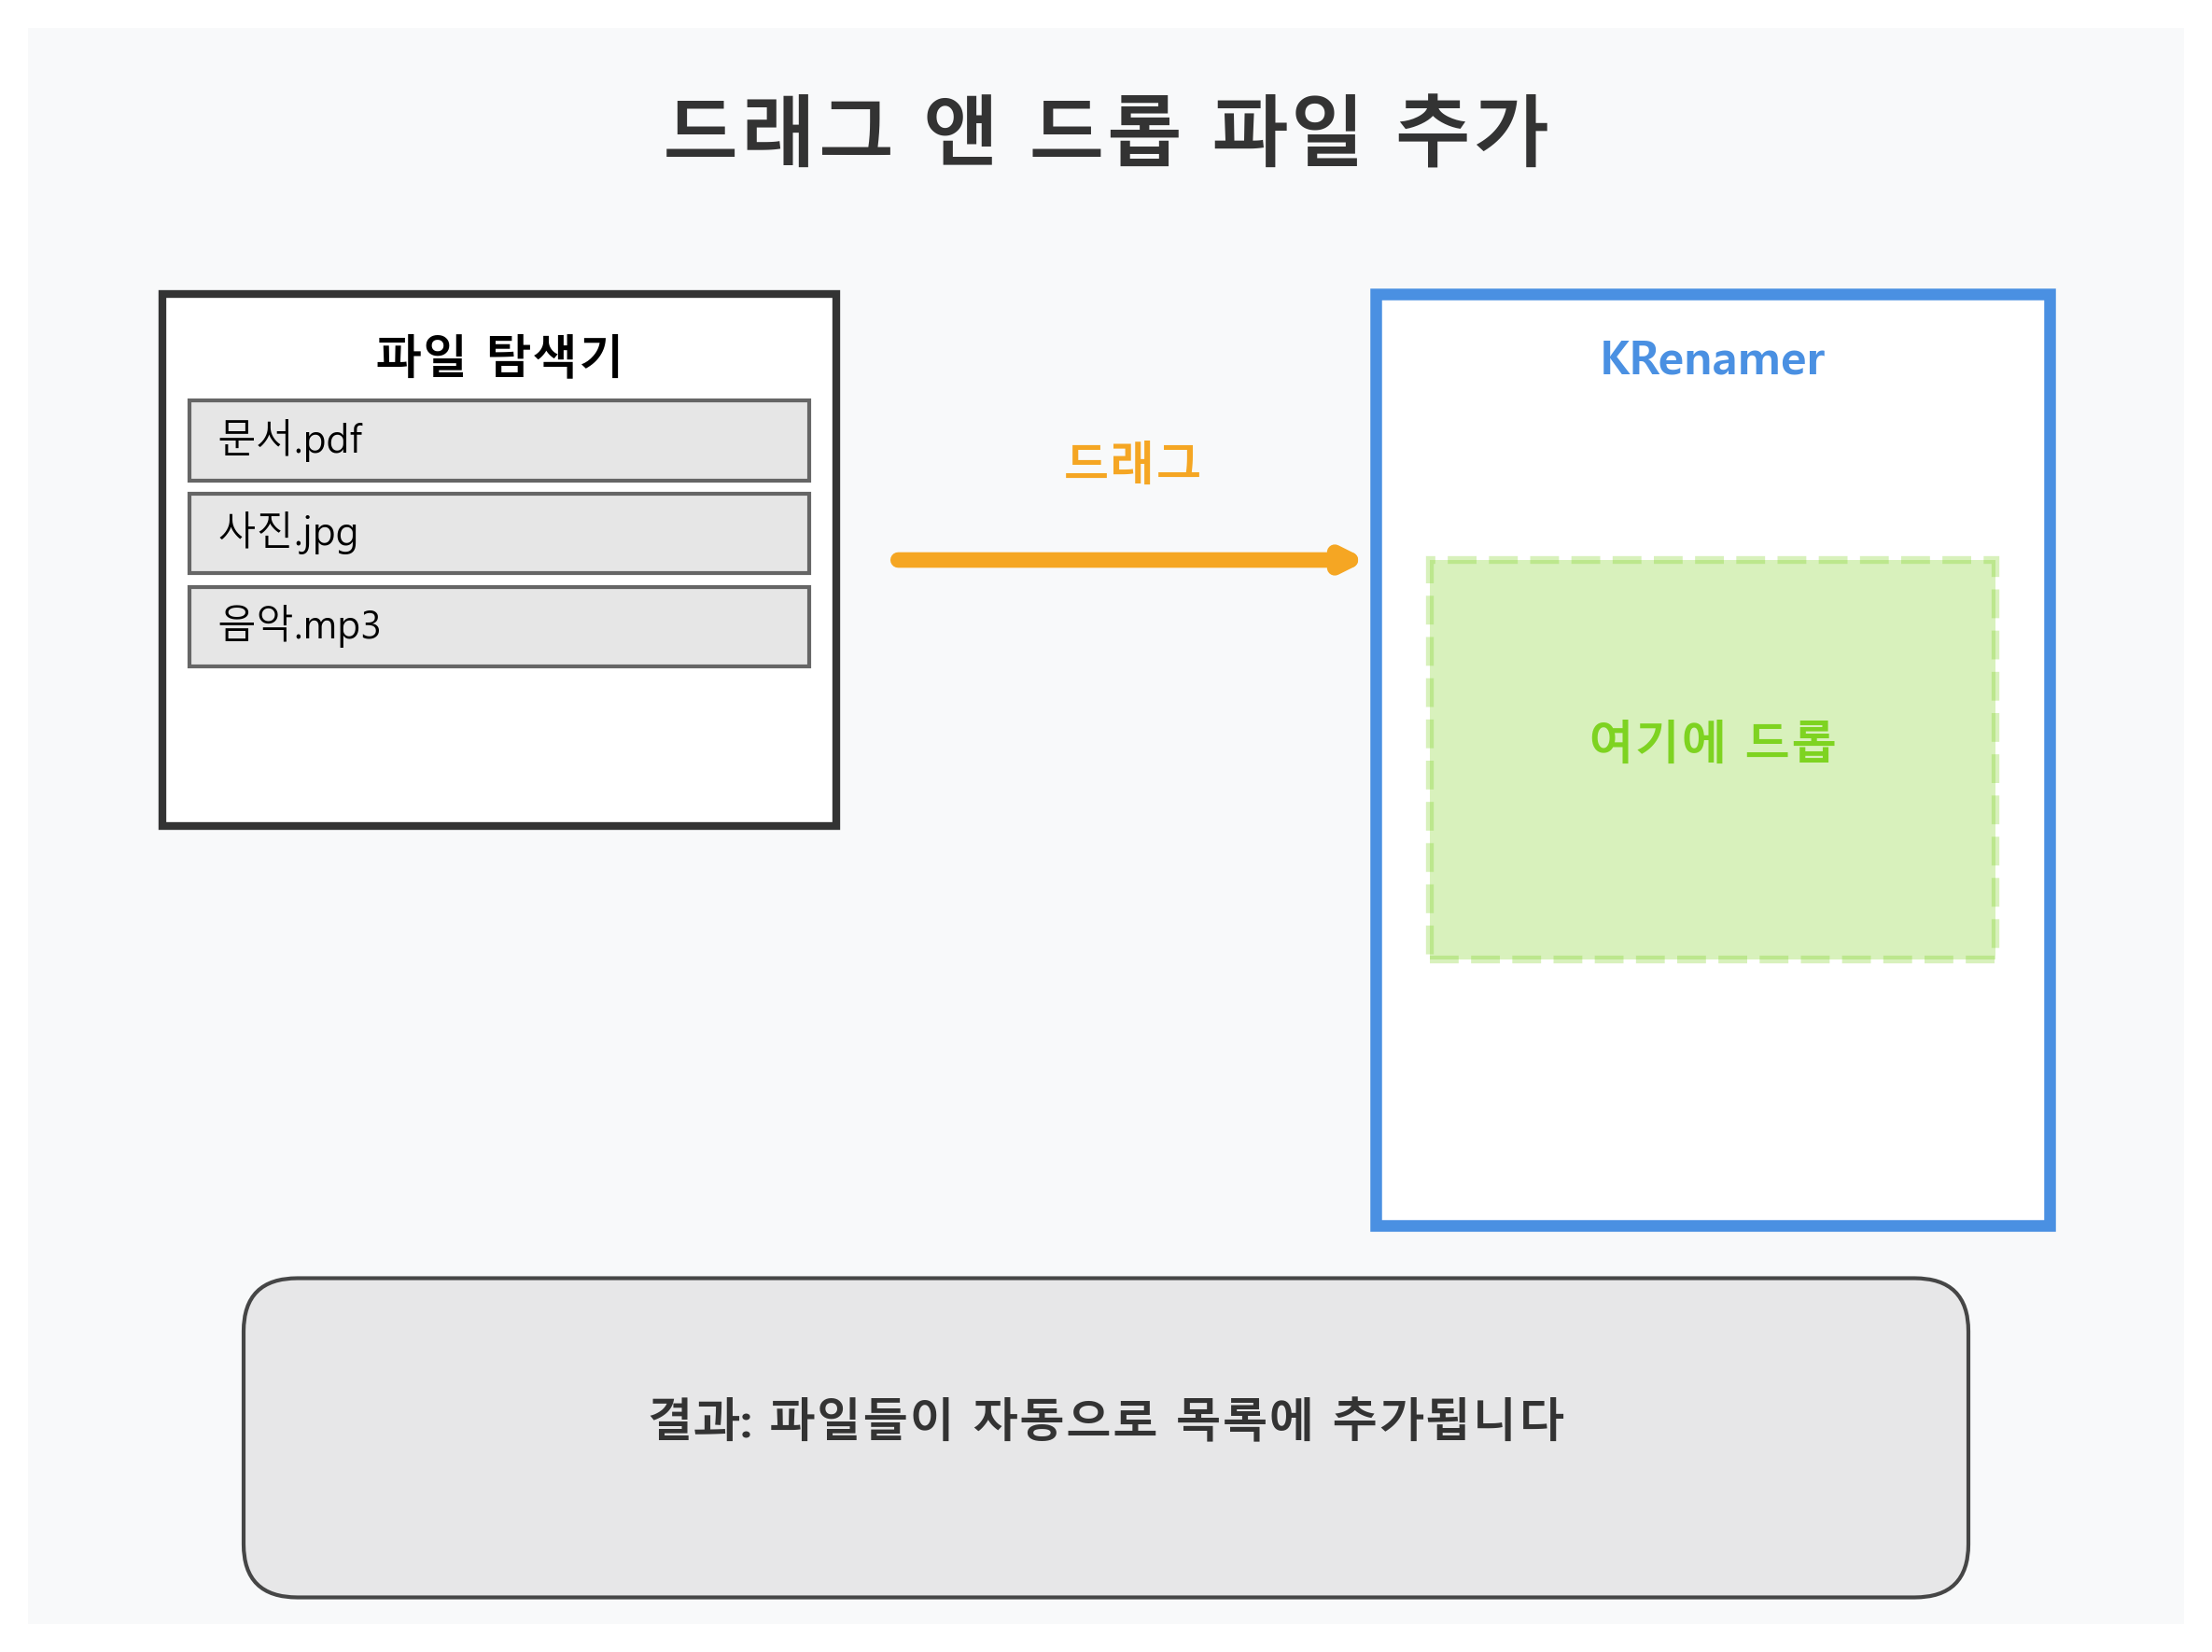 드래그 앤 드롭 파일 추가
파일 탐색기
문서.pdf
사진.jpg
음악.mp3
드래그
KRenamer
여기에 드롭
결과: 파일들이 자동으로 목록에 추가됩니다